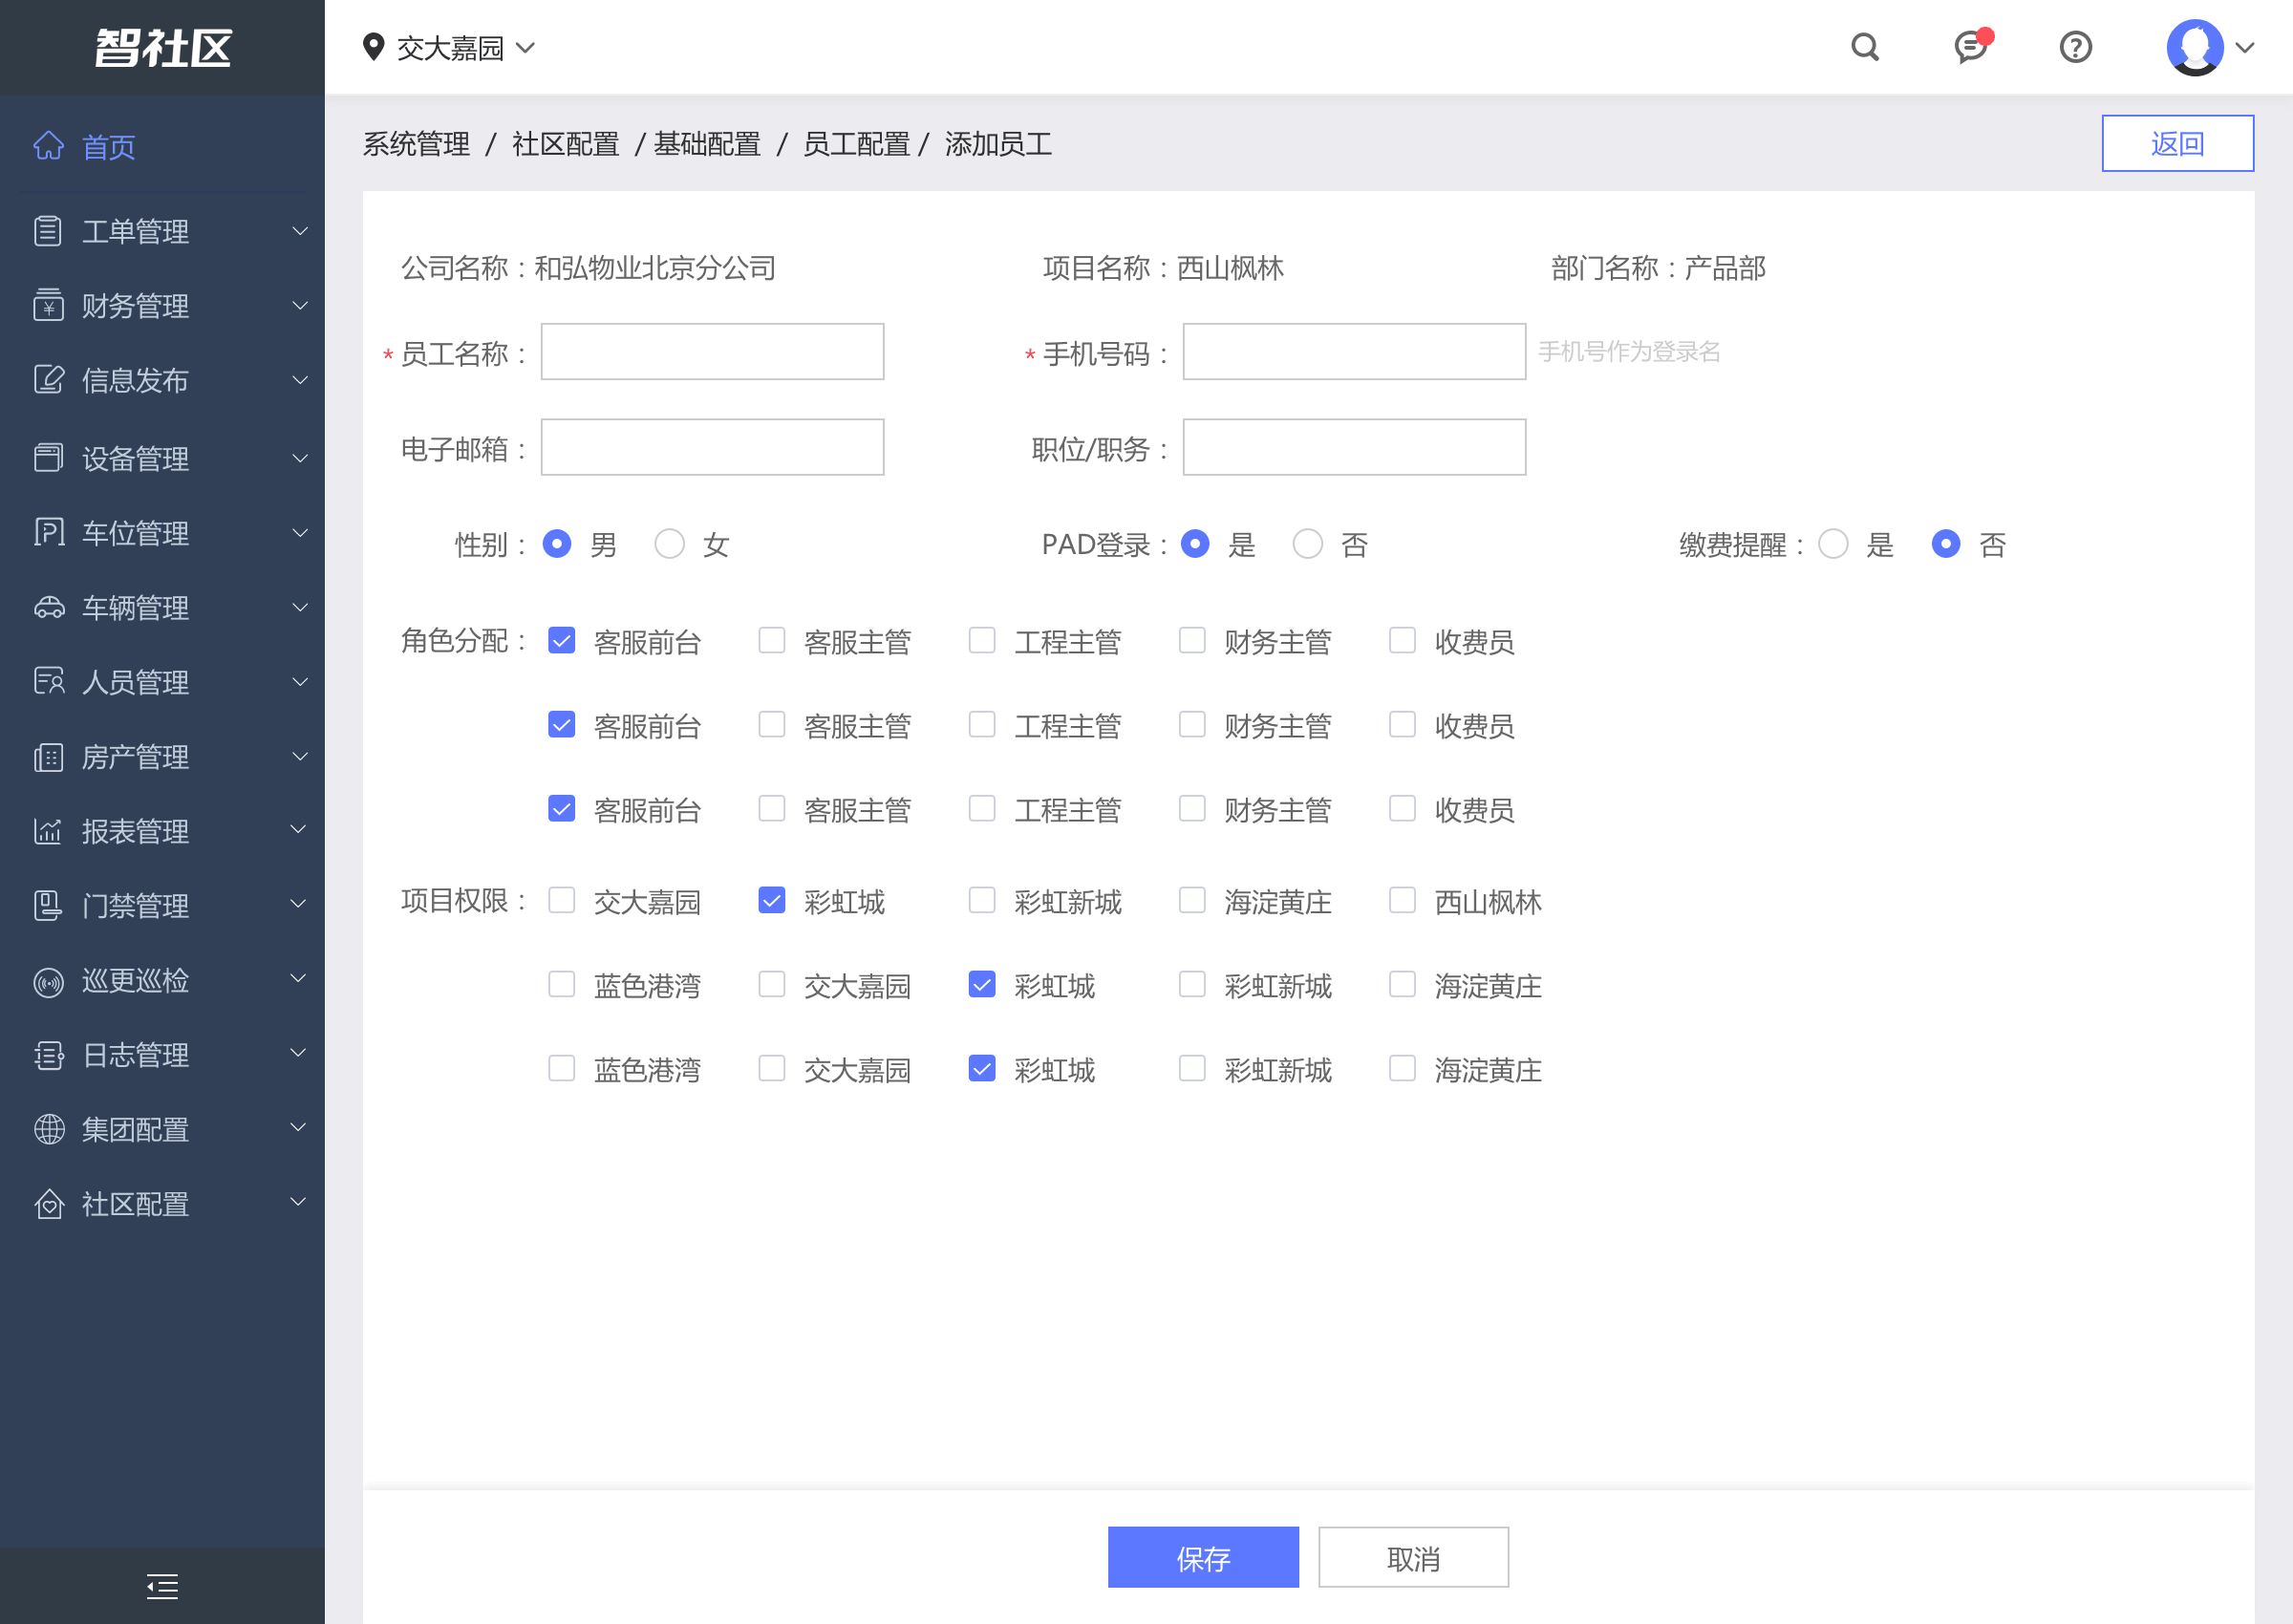 智社区
交大嘉园
首页
工单管理
财务管理
信息发布
设备管理
车位管理
车辆管理
人员管理
房产管理
报表管理
门禁管理
巡更巡检
日志管理
集团配置
社区配置
系统管理 / 社区配置 / 基础配置 / 员工配置 / 添加员工
返回
公司名称：和弘物业北京分公司 项目名称：西山枫林 部门名称：产品部
* 员工名称： * 手机号码： 手机号作为登录名
电子邮箱： 职位/职务：
性别： 男 女 PAD登录： 是 否 缴费提醒： 是 否
角色分配： 客服前台 客服主管 工程主管 财务主管 收费员
客服前台 客服主管 工程主管 财务主管 收费员
客服前台 客服主管 工程主管 财务主管 收费员
项目权限： 交大嘉园 彩虹城 彩虹新城 海淀黄庄 西山枫林
蓝色港湾 交大嘉园 彩虹城 彩虹新城 海淀黄庄
蓝色港湾 交大嘉园 彩虹城 彩虹新城 海淀黄庄
保存 取消